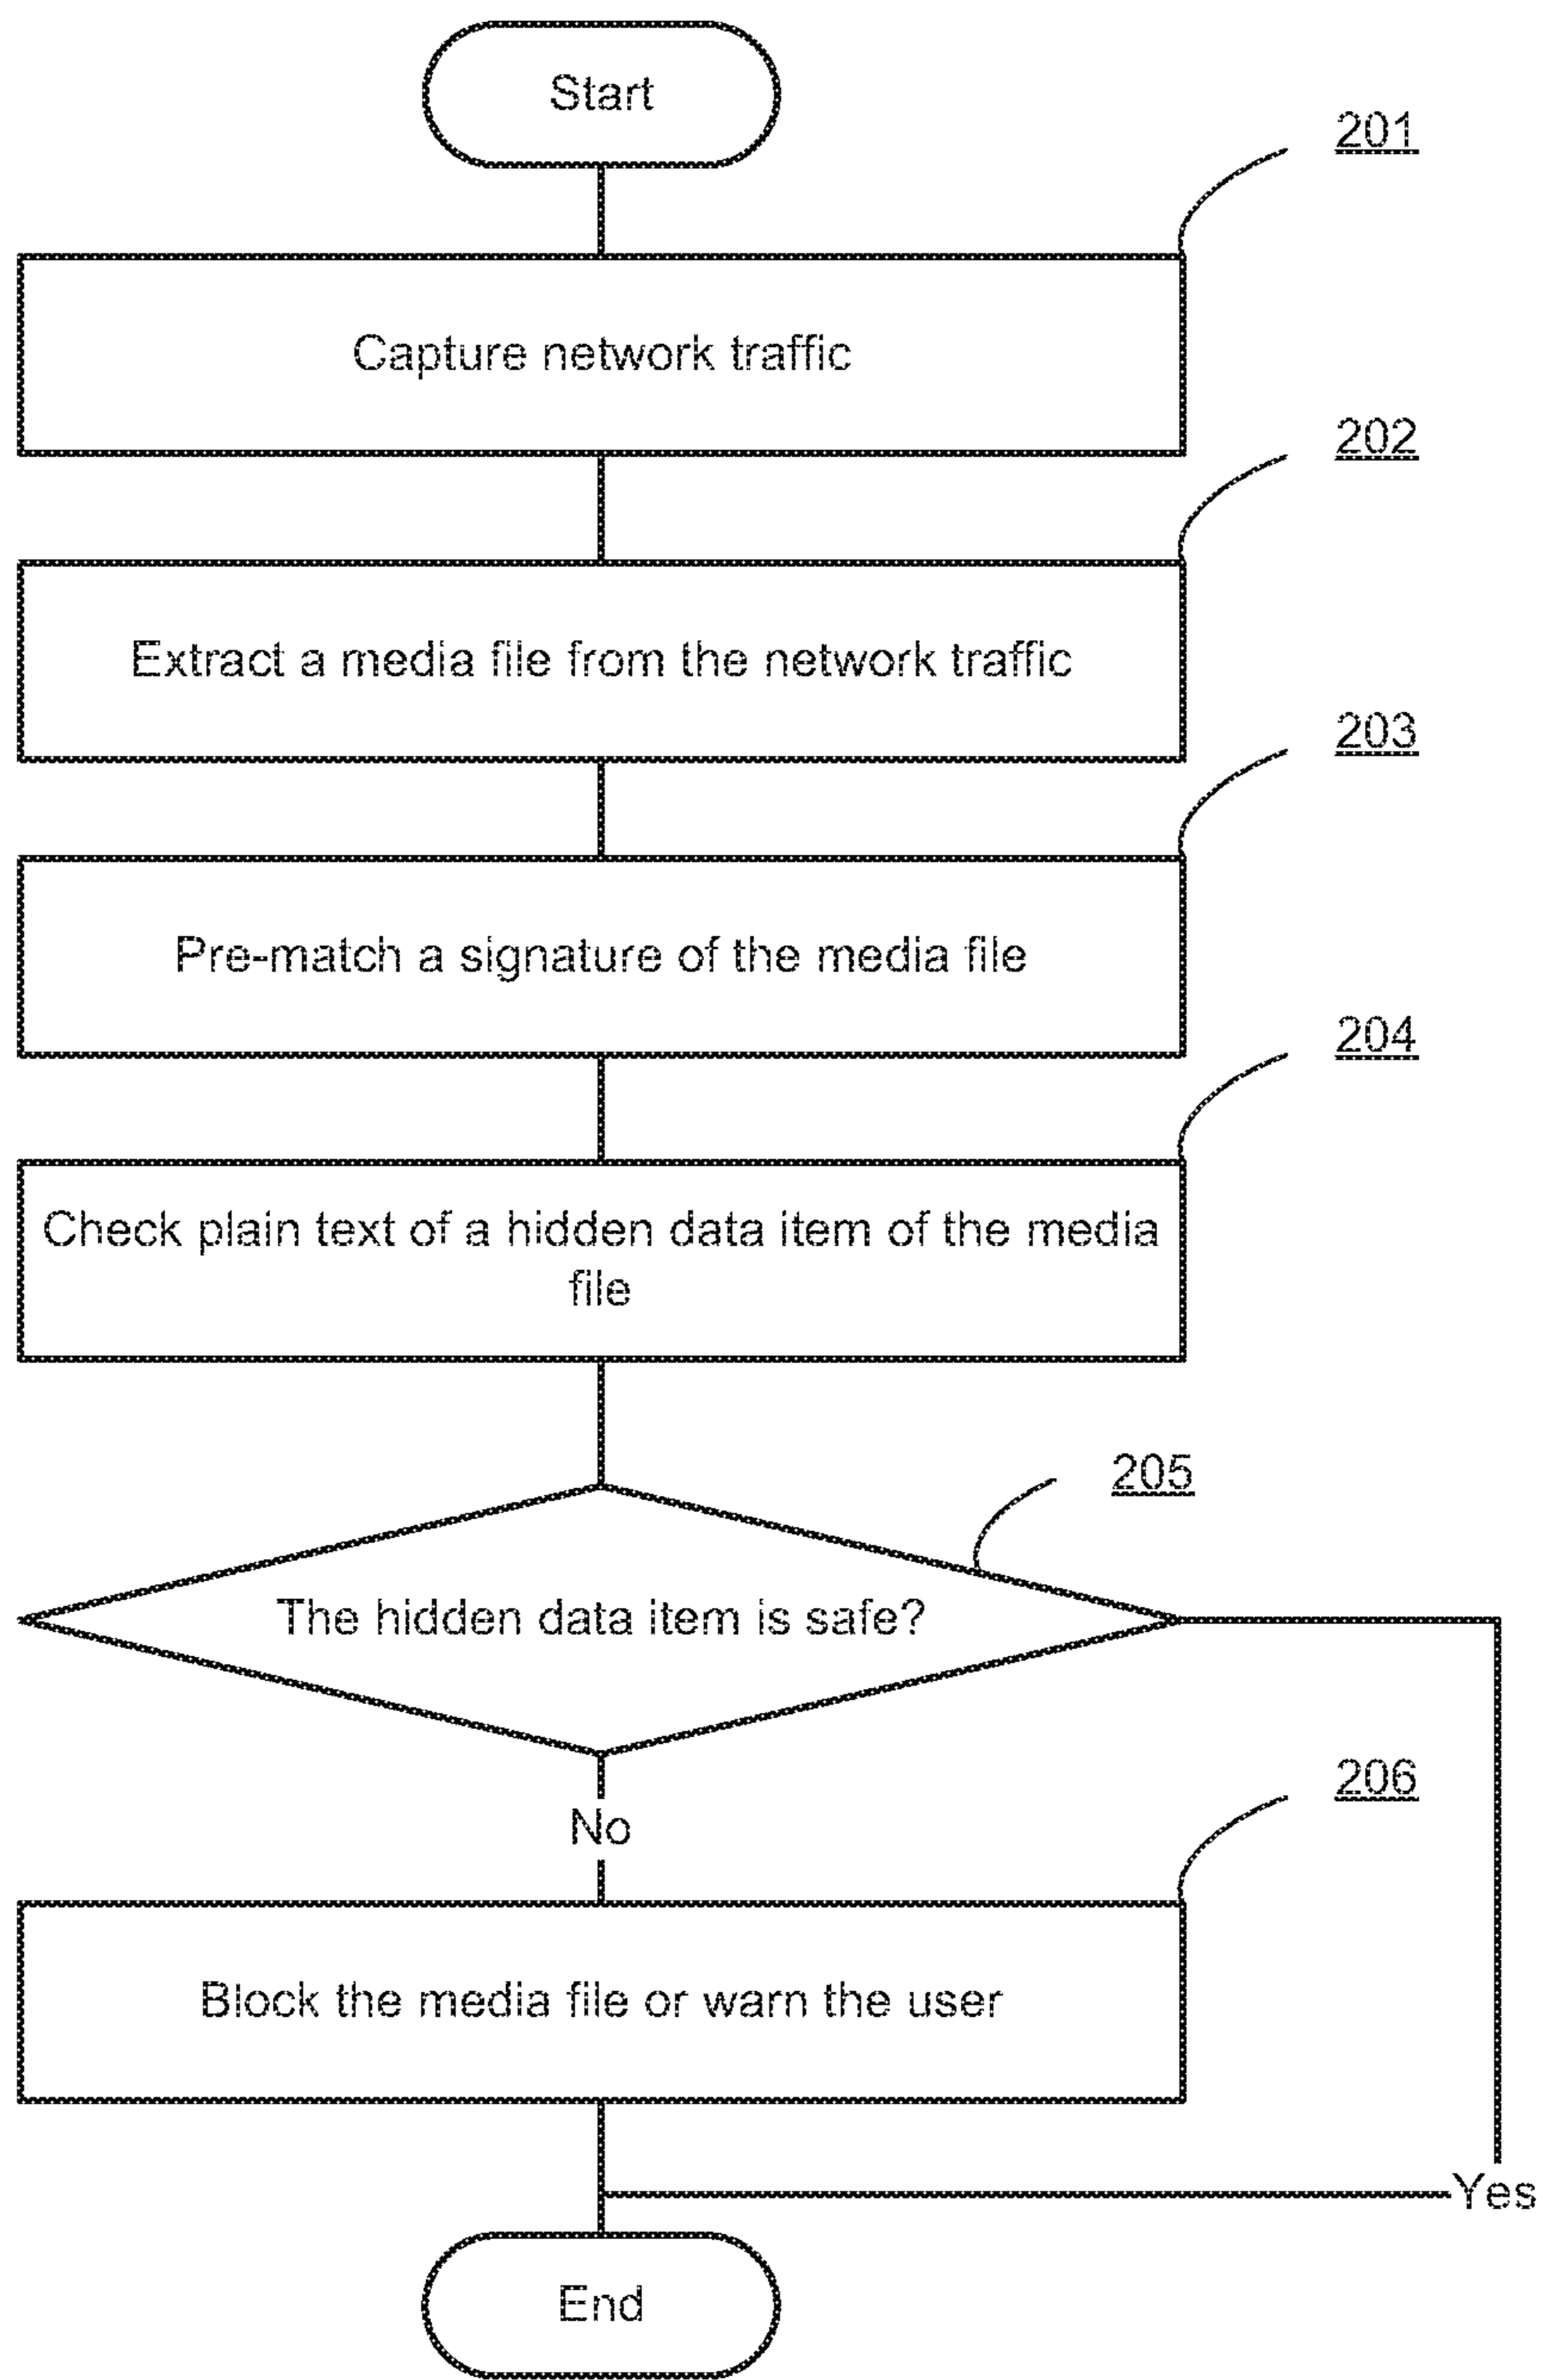 Start
201
Capture network traffic
202
Extract a media file from the network traffic
203
Pre-match a signature of the media file
204
Check plain text of a hidden data item of the media
file
205
The hidden data item is safe?
No
206
Block the media file or warn the user
Yes
End